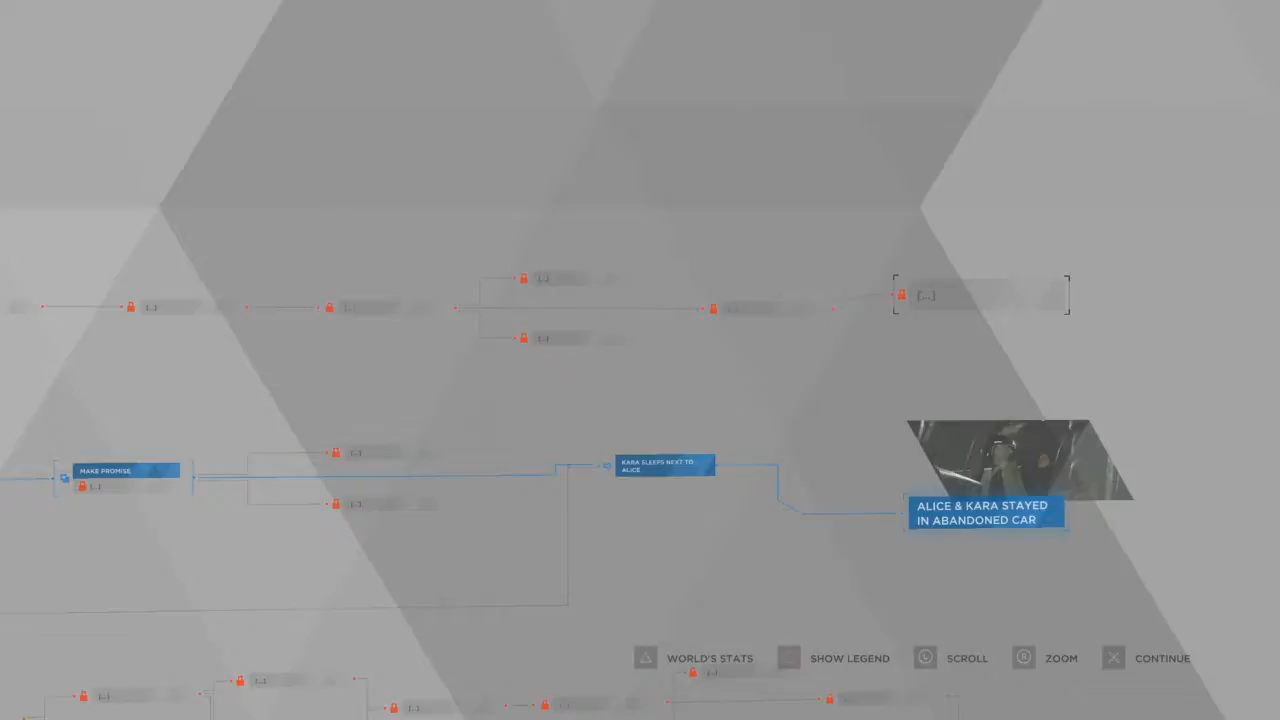 [...]
[...]
[...]
[...]
[...]
[...]
MAKE PROMISE
[...]
[...]
[...]
KARA SLEEPS NEXT TO
ALICE
ALICE & KARA STAYED
IN ABANDONED CAR
WORLD'S STATS
SHOW LEGEND
SCROLL
R
ZOOM
CONTINUE
[...]
[...]
[...]
[...]
[...]